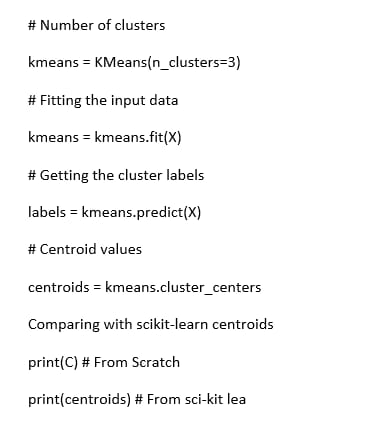 # Number of clusters
kmeans = KMeans(n_clusters=3)
# Fitting the input data
kmeans = kmeans.fit(X)
# Getting the cluster labels
labels = kmeans.predict(X)
# Centroid values
centroids = kmeans.cluster_centers
Comparing with scikit-learn centroids
print(C) # From Scratch
print(centroids) # From sci-kit lea